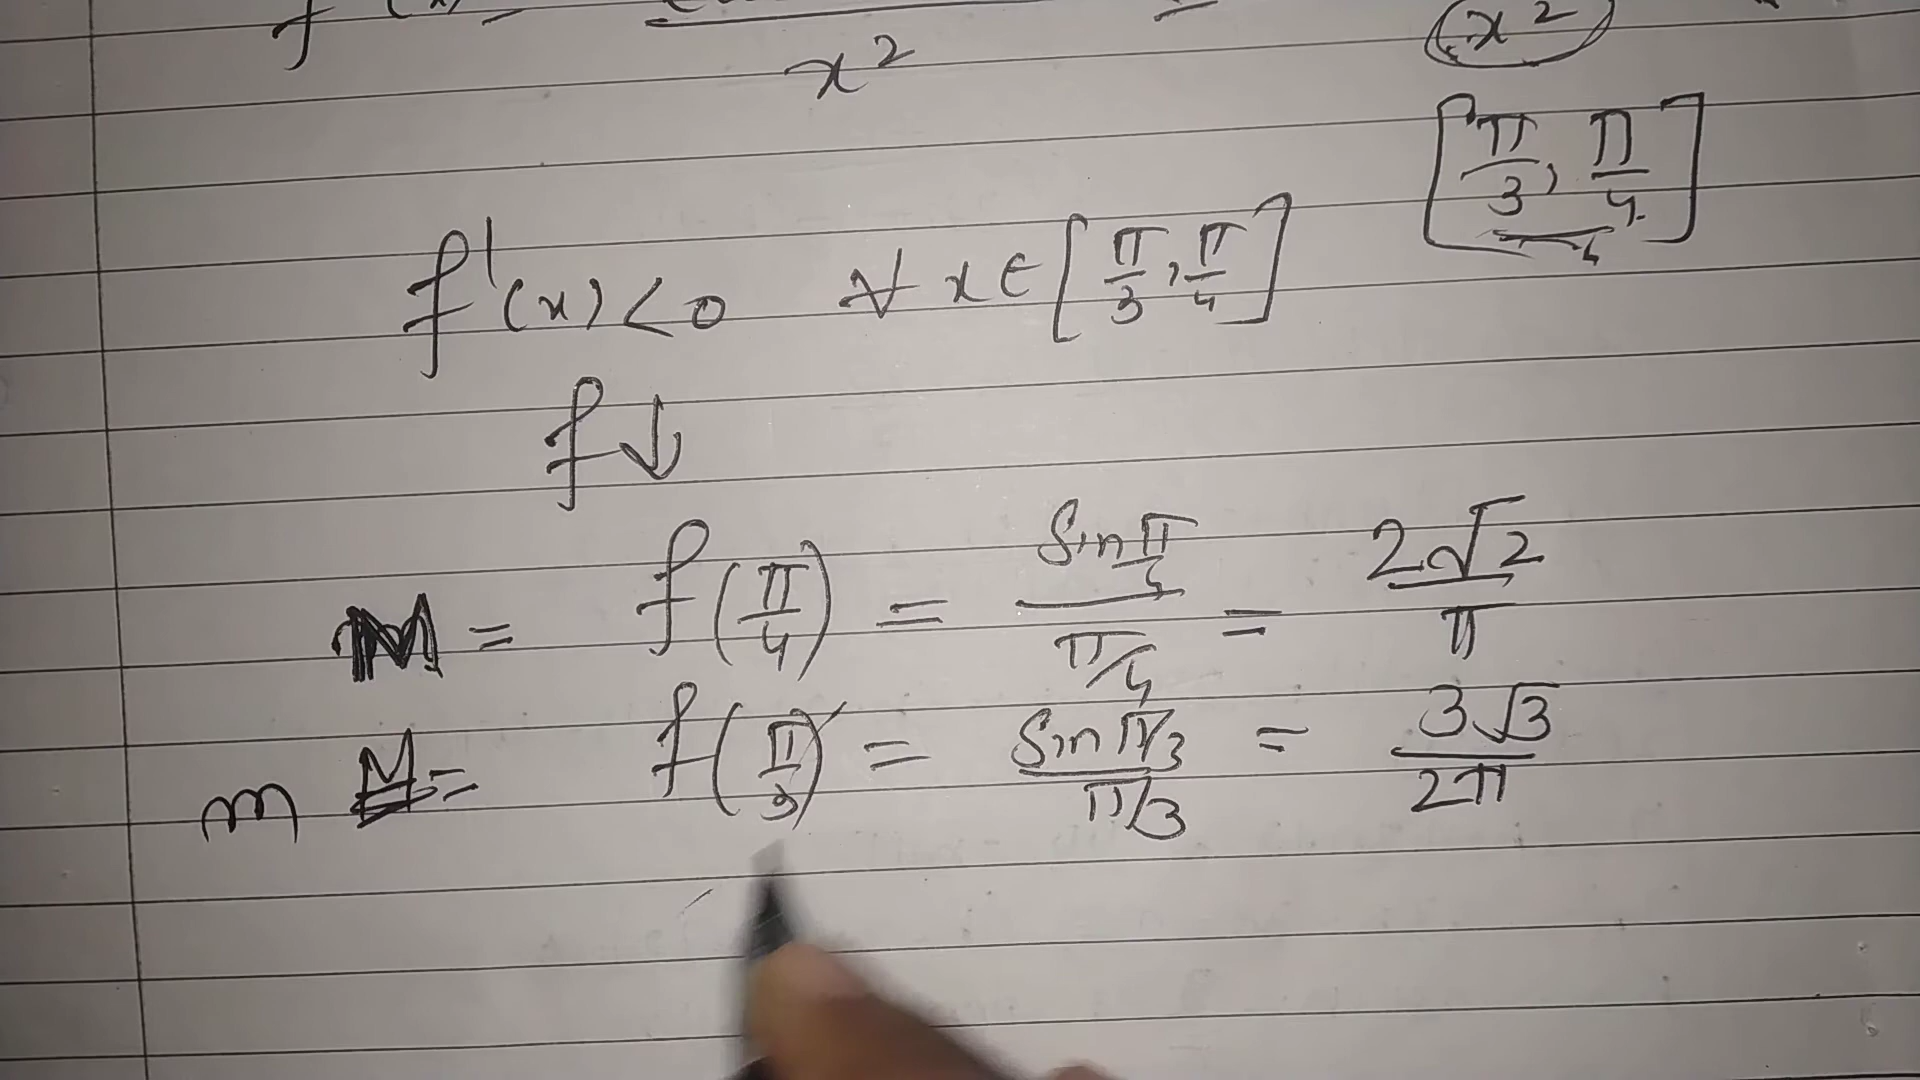 x²
x²
[π/3, π/4]
f'(x) < 0 ∀ x ∈ [π/3, π/4]
f↓
M = f(π/4) = Sin π/4 / π/4 = 2√2/π
m = f(π/3) = Sin π/3 / π/3 = 3√3/2π